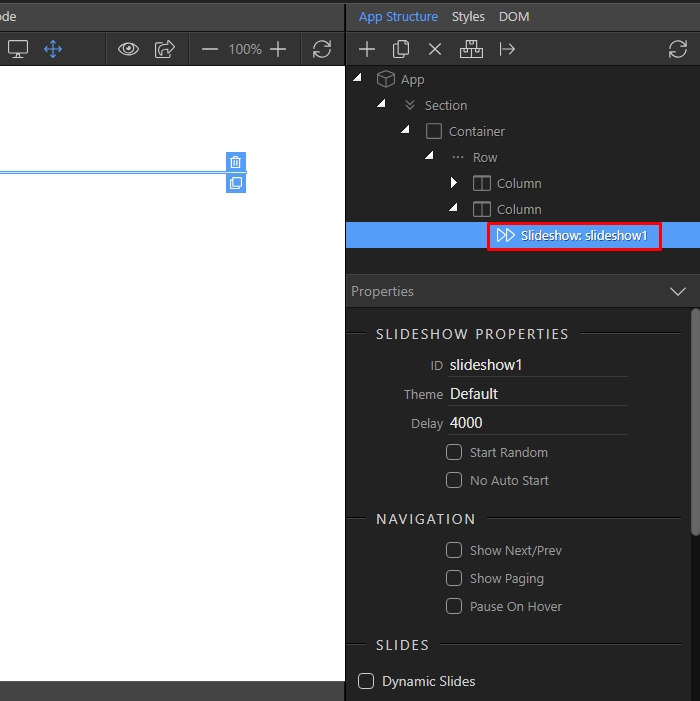 ode
App Structure Styles DOM
100%
App
Section
Container
Row
Column
Column
Slideshow: slideshow1
Properties
SLIDESHOW PROPERTIES
ID slideshow1
Theme Default
Delay 4000
Start Random
No Auto Start
NAVIGATION
Show Next/Prev
Show Paging
Pause On Hover
SLIDES
Dynamic Slides